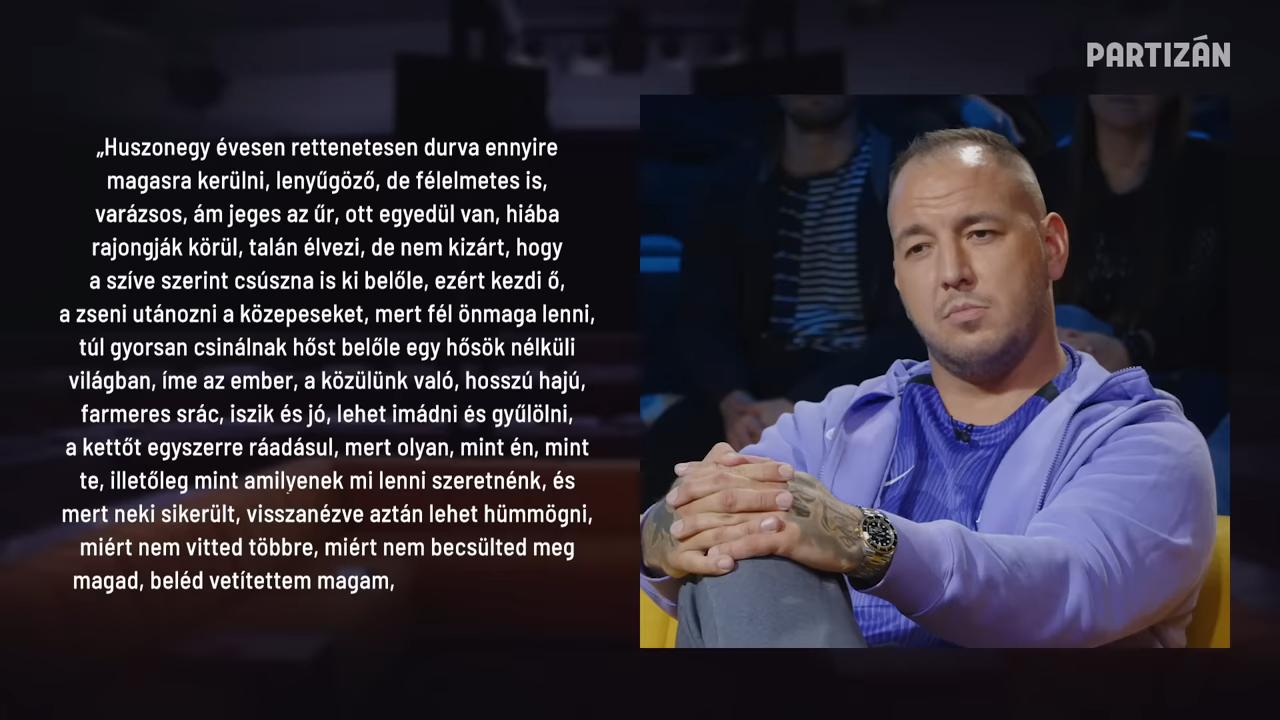 PARTIZÁN
„Huszonegy évesen rettenetesen durva ennyire
magasra kerülni, lenyűgöző, de félelmetes is,
varázsos, ám jeges az űr, ott egyedül van, hiába
rajongják körül, talán élvezi, de nem kizárt, hogy
a szíve szerint csúszna is ki belőle, ezért kezdi ő,
a zseni utánozni a közepeseket, mert fél önmaga lenni,
túl gyorsan csinálnak hőst belőle egy hősök nélküli
világban, íme az ember, a közülünk való, hosszú hajú,
farmeres srác, iszik és jó, lehet imádni és gyűlölni,
a kettőt egyszerre ráadásul, mert olyan, mint én, mint
te, illetőleg mint amilyenek mi lenni szeretnénk, és
mert neki sikerült, visszanézve aztán lehet hümmögni,
miért nem vitted többre, miért nem becsülted meg
magad, beléd vetítettem magam,